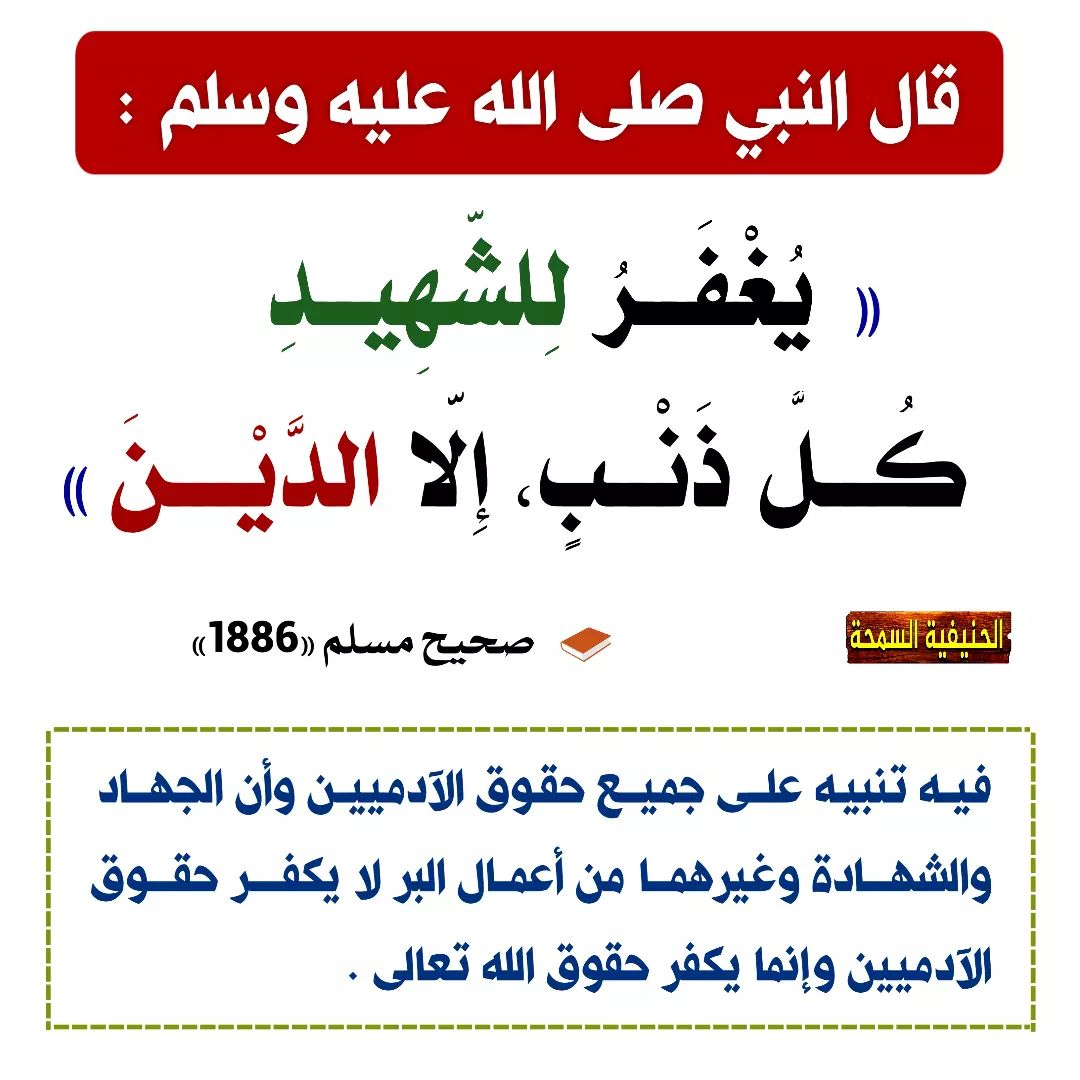 قال النبي صلى الله عليه وسلم :
(( يُغْفَرُ لِلشَّهِيدِ
كُلَّ ذَنْبٍ، إِلّا الدَّيْنَ ))
صحيح مسلم ((1886))
الحنيفية السمحة
فيه تنبيه على جميع حقوق الآدميين وأن الجهاد
والشهادة وغيرهما من أعمال البر لا يكفر حقوق
الآدميين وإنما يكفر حقوق الله تعالى .